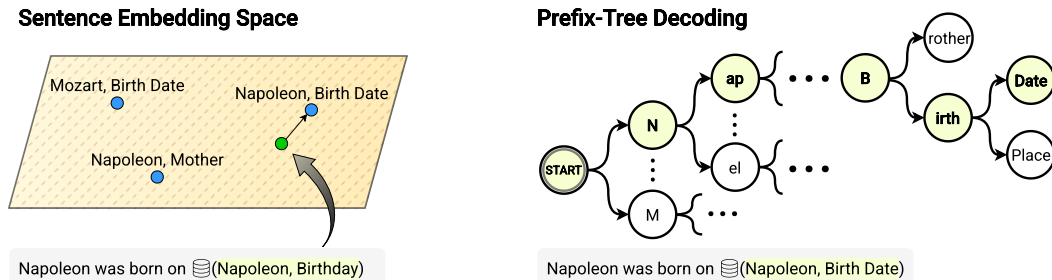 Sentence Embedding Space
Mozart, Birth Date
Napoleon, Birth Date
Napoleon, Mother
Napoleon was born on (Napoleon, Birthday)
Prefix-Tree Decoding
START
N
M
ap
el
B
rother
irth
Date
Place
Napoleon was born on (Napoleon, Birth Date)